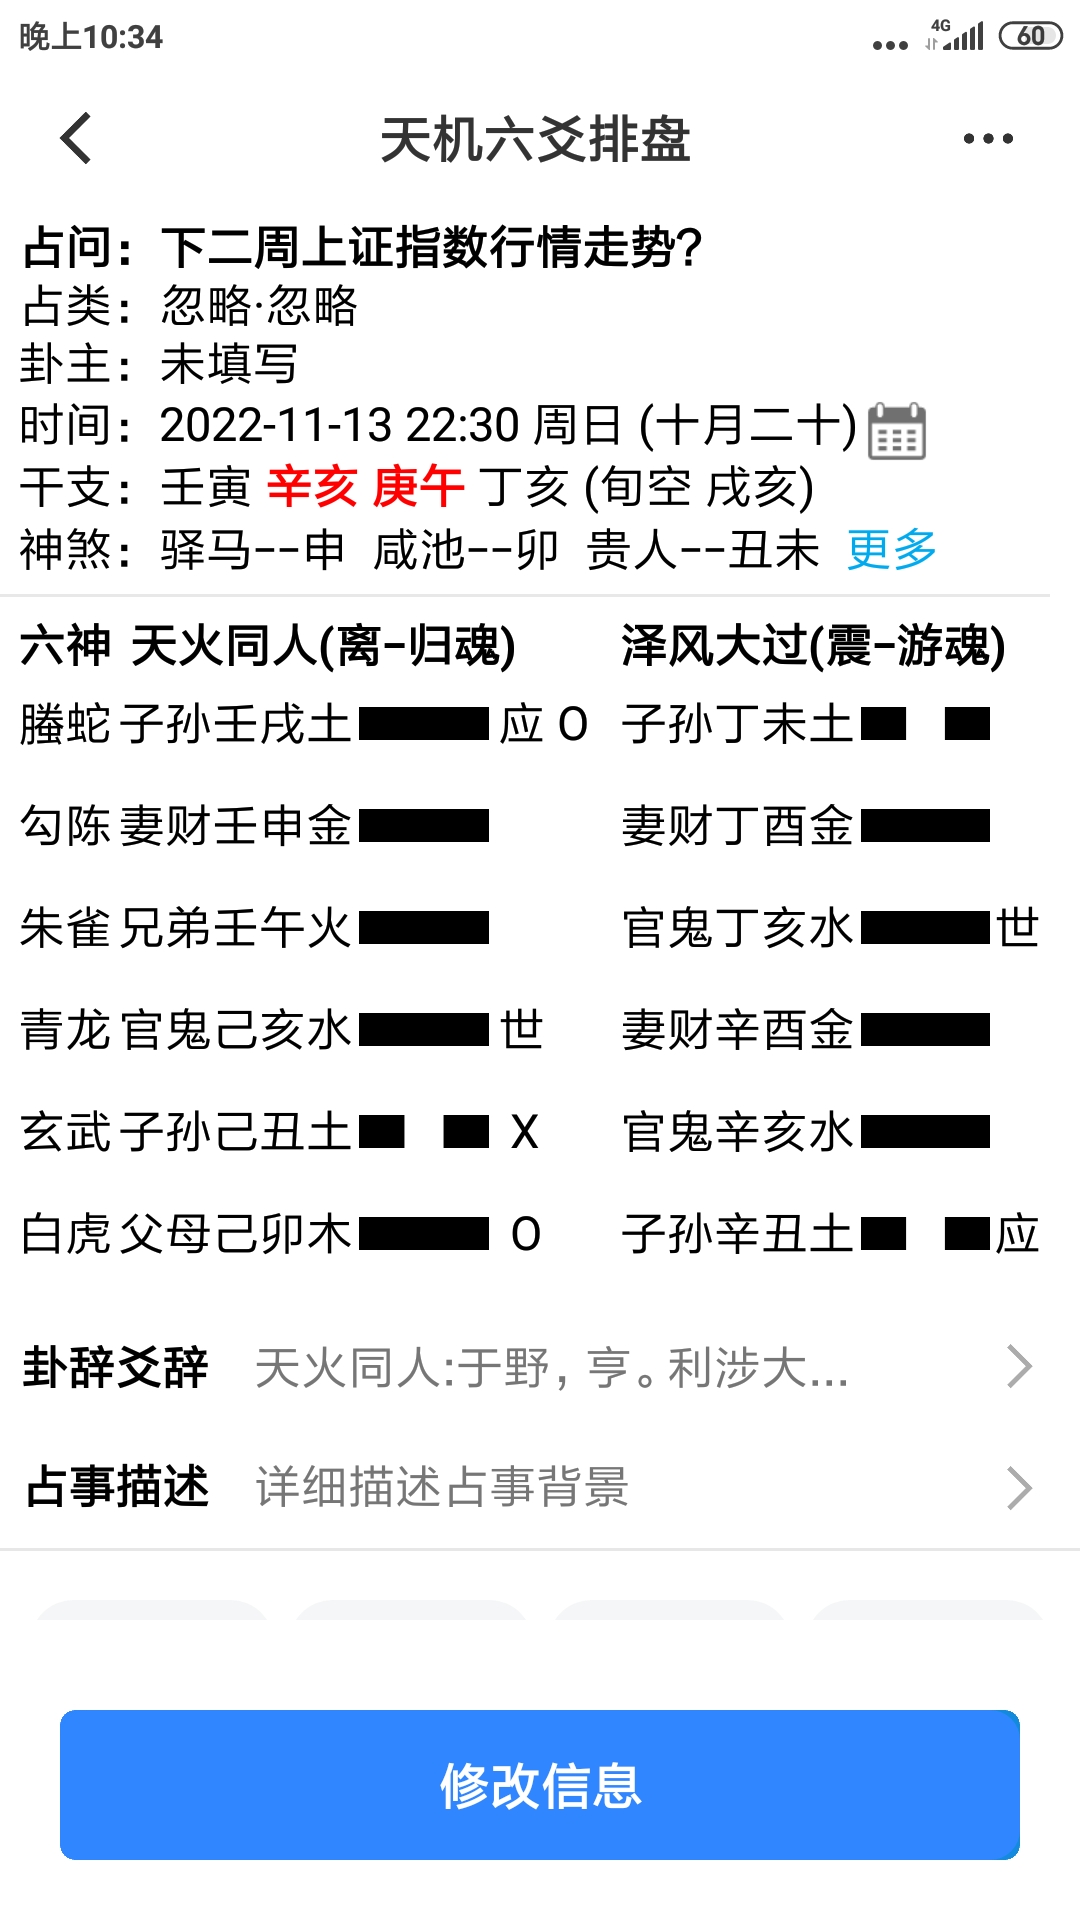 晚上10:34
4G
60
天机六爻排盘
占问：下二周上证指数行情走势?
占类：忽略·忽略
卦主：未填写
时间：2022-11-13 22:30 周日 (十月二十)
干支：壬寅 辛亥 庚午 丁亥 (旬空 戌亥)
神煞：驿马--申 咸池--卯 贵人--丑未 更多
六神 天火同人(离-归魂) 泽风大过(震-游魂)
螣蛇 子孙壬戌土 应 O 子孙丁未土
勾陈 妻财壬申金 妻财丁酉金
朱雀 兄弟壬午火 官鬼丁亥水 世
青龙 官鬼己亥水 世 妻财辛酉金
玄武 子孙己丑土 X 官鬼辛亥水
白虎 父母己卯木 O 子孙辛丑土 应
卦辞爻辞 天火同人:于野，亨。利涉大...
占事描述 详细描述占事背景
修改信息